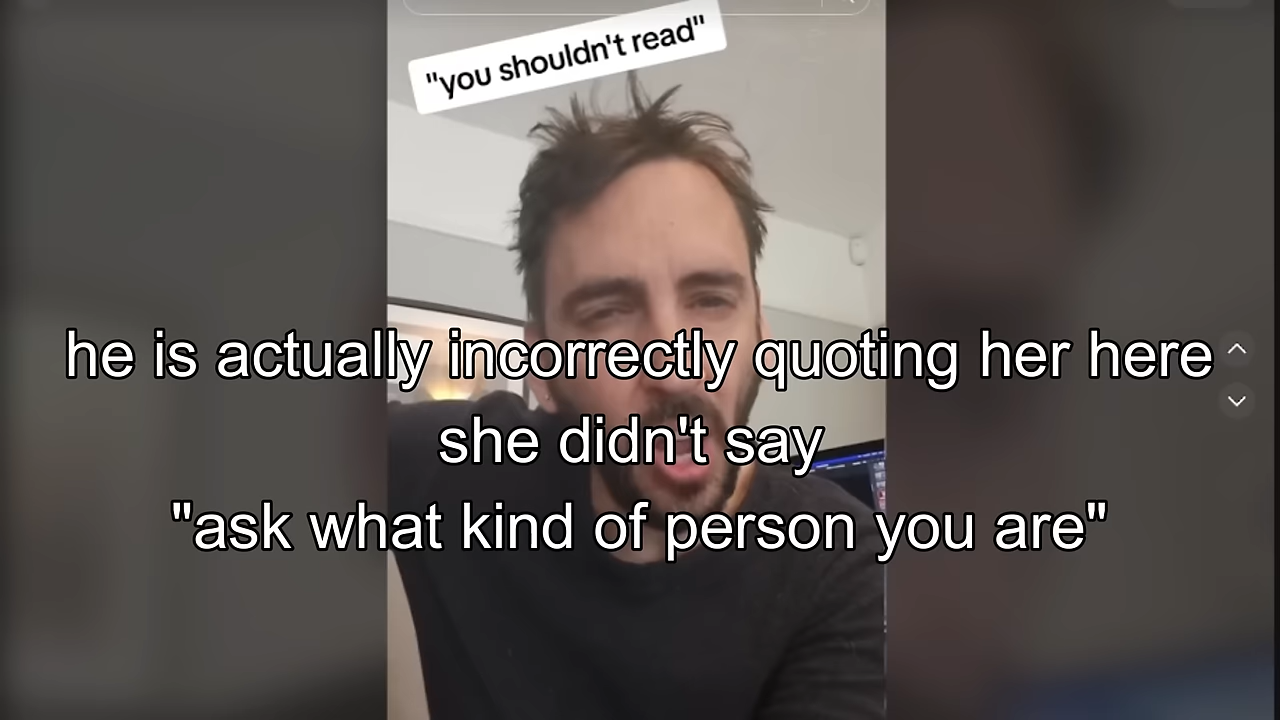 "you shouldn't read"
he is actually incorrectly quoting her here
she didn't say
"ask what kind of person you are"